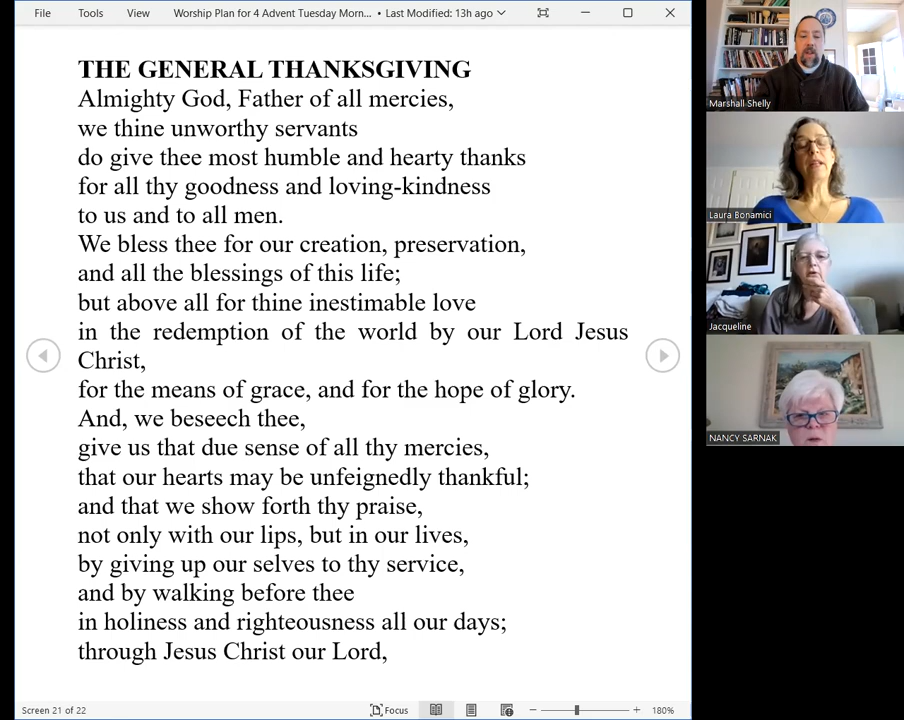 File Tools View Worship Plan for 4 Advent Tuesday Morn... • Last Modified: 13h ago
THE GENERAL THANKSGIVING
Almighty God, Father of all mercies,
we thine unworthy servants
do give thee most humble and hearty thanks
for all thy goodness and loving-kindness
to us and to all men.
We bless thee for our creation, preservation,
and all the blessings of this life;
but above all for thine inestimable love
in the redemption of the world by our Lord Jesus
Christ,
for the means of grace, and for the hope of glory.
And, we beseech thee,
give us that due sense of all thy mercies,
that our hearts may be unfeignedly thankful;
and that we show forth thy praise,
not only with our lips, but in our lives,
by giving up our selves to thy service,
and by walking before thee
in holiness and righteousness all our days;
through Jesus Christ our Lord,
Screen 21 of 22 Focus 180%
Marshall Shelly
Laura Bonamici
Jacqueline
NANCY SARNAK